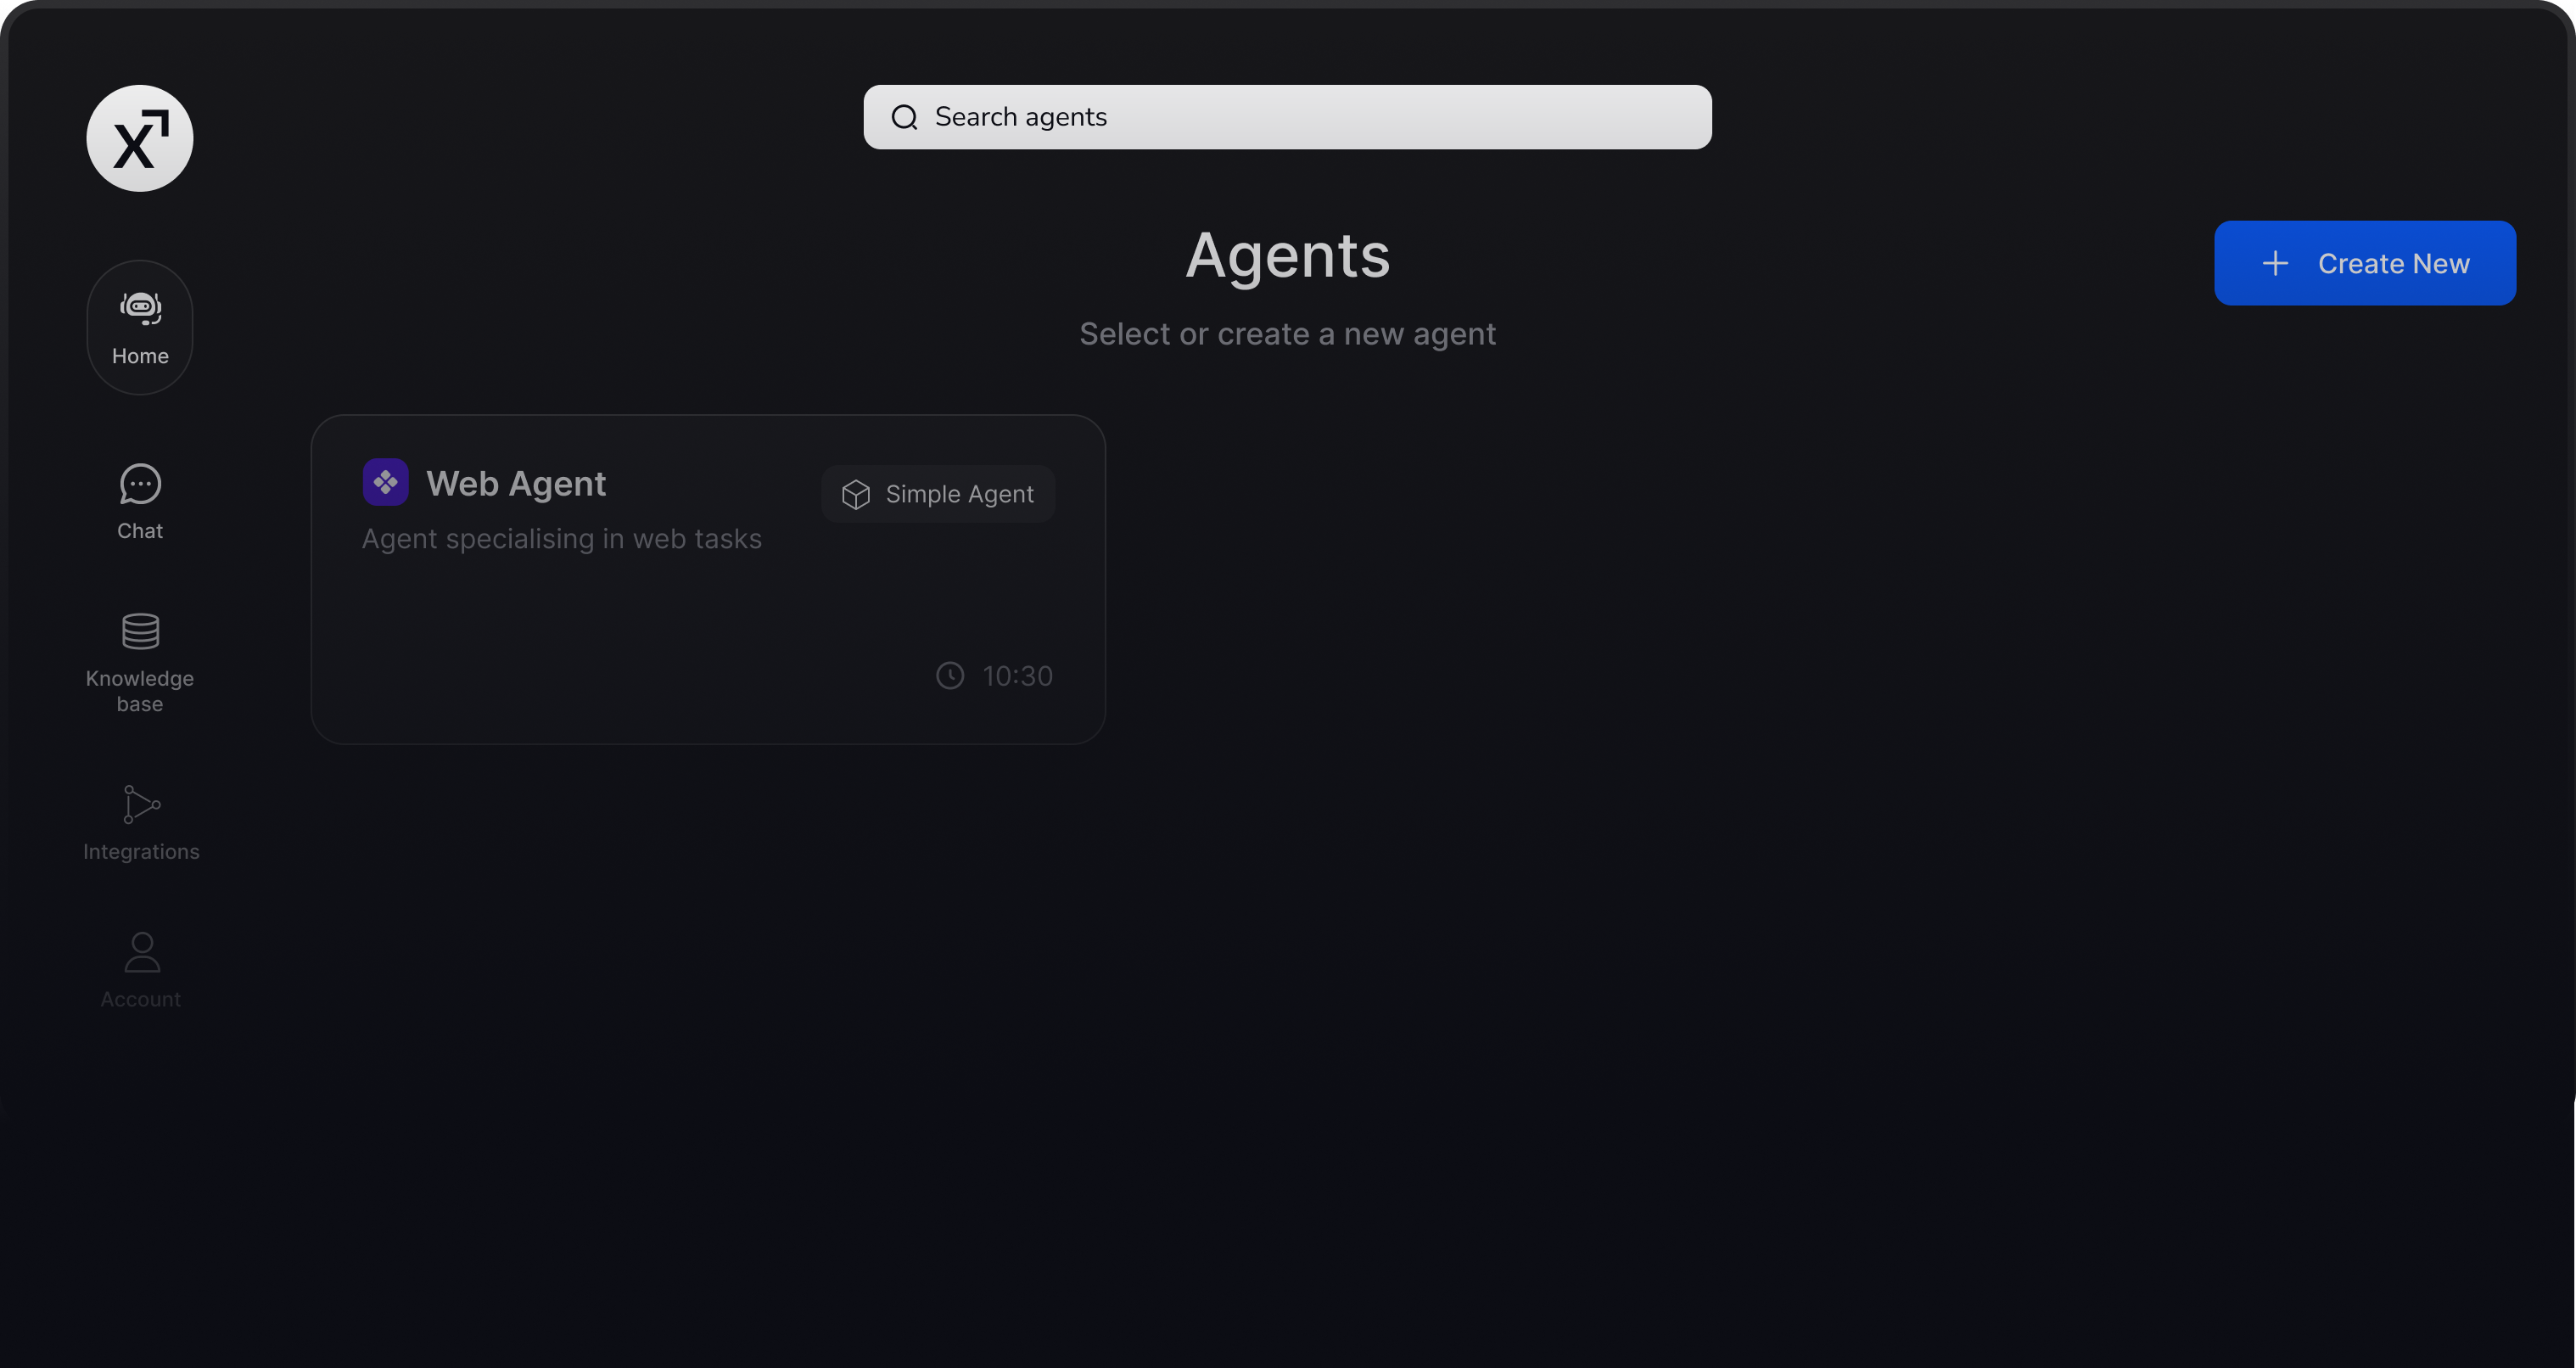 Search agents
Agents
Select or create a new agent
Create New
Home
Chat
Knowledge
base
Integrations
Account
Web Agent
Simple Agent
Agent specialising in web tasks
10:30